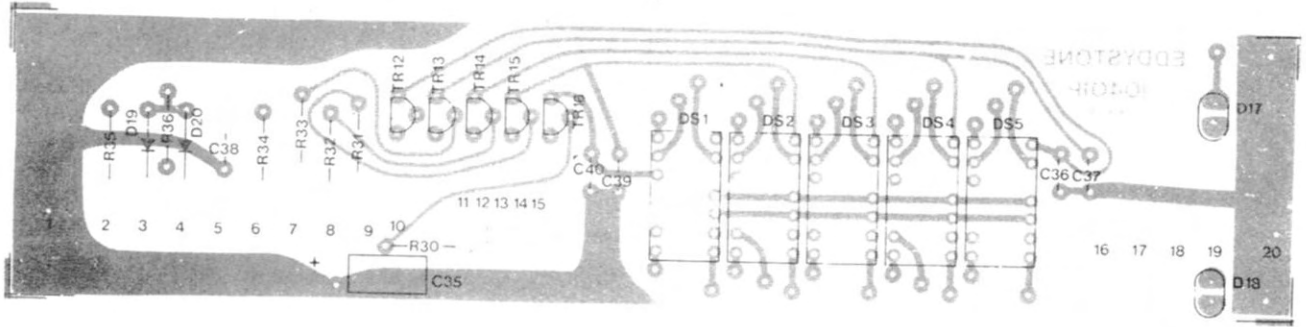 EDDYSTONE
TR12
TR13
TR14
TR15
TR16
R35
D19
R36
D20
C38
R34
R33
R32
R31
DS1
DS2
DS3
DS4
DS5
D17
C40
C39
C36
C37
11 12 13 14 15
1 2 3 4 5 6 7 8 9 10
R30
+
C35
16 17 18 19 20
D18